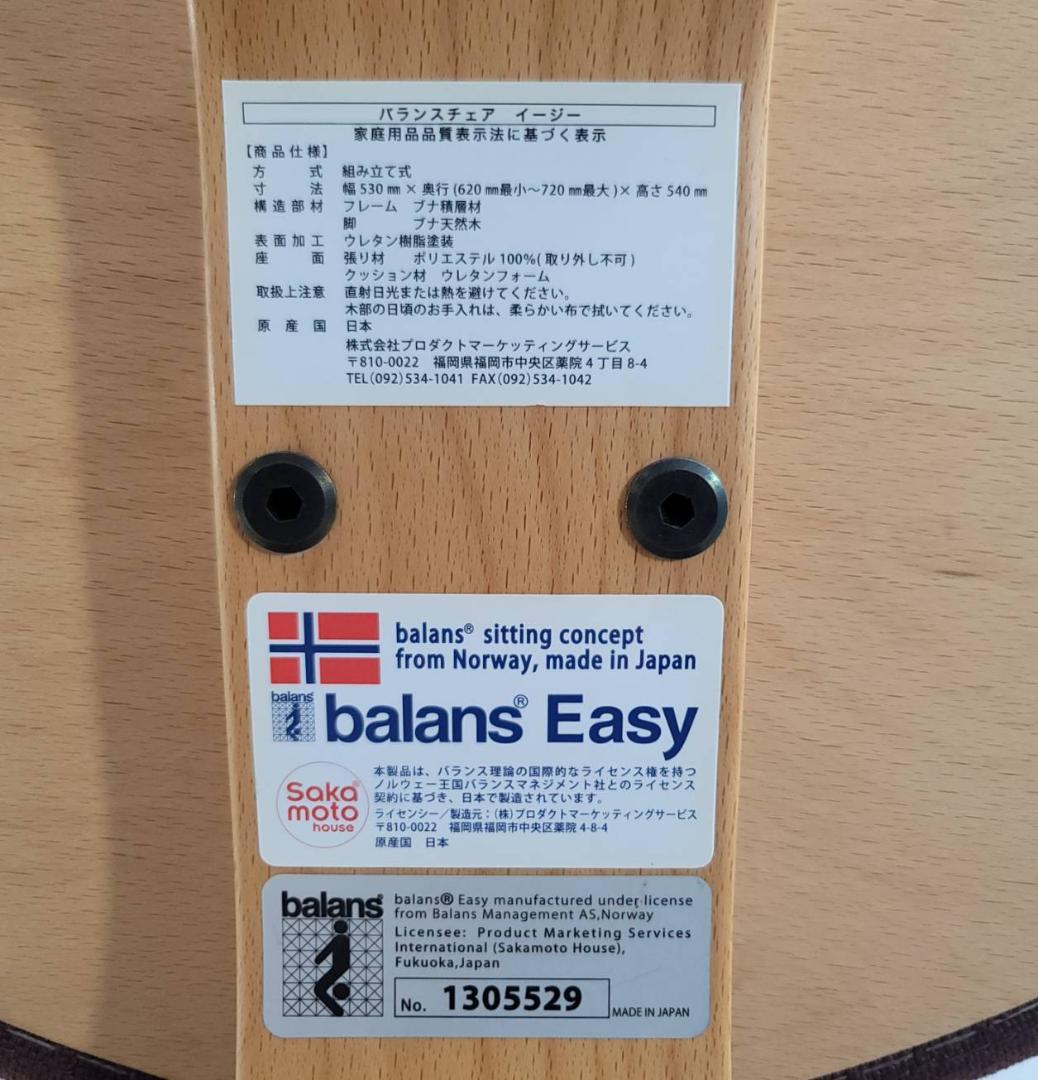 バランスチェア　イージー
家庭用品品質表示法に基づく表示
【商品仕様】
方　　式　組み立て式
寸　　法　幅 530 ㎜ × 奥行 (620 ㎜最小～720 ㎜最大 )× 高さ 540 ㎜
構造部材　フレーム　ブナ積層材
脚　　　　ブナ天然木
表面加工　ウレタン樹脂塗装
座　　面　張り材　　ポリエステル 100%( 取り外し不可 )
クッション材　ウレタンフォーム
取扱上注意　直射日光または熱を避けてください。
木部の日頃のお手入れは、柔らかい布で拭いてください。
原 産 国　日本
株式会社プロダクトマーケッティングサービス
〒810-0022　福岡県福岡市中央区薬院 4 丁目 8-4
TEL(092)534-1041 FAX(092)534-1042
balans® sitting concept
from Norway, made in Japan
balans
balans® Easy
Saka
moto®
house
本製品は、バランス理論の国際的なライセンス権を持つ
ノルウェー王国バランスマネジメント社とのライセンス
契約に基づき、日本で製造されています。
ライセンシー／製造元：(株)プロダクトマーケッティングサービス
〒810-0022　福岡県福岡市中央区薬院 4-8-4
原産国　日本
balans®
balans® Easy manufactured under license
from Balans Management AS,Norway
Licensee: Product Marketing Services
International (Sakamoto House),
Fukuoka,Japan
No. 1305529
MADE IN JAPAN